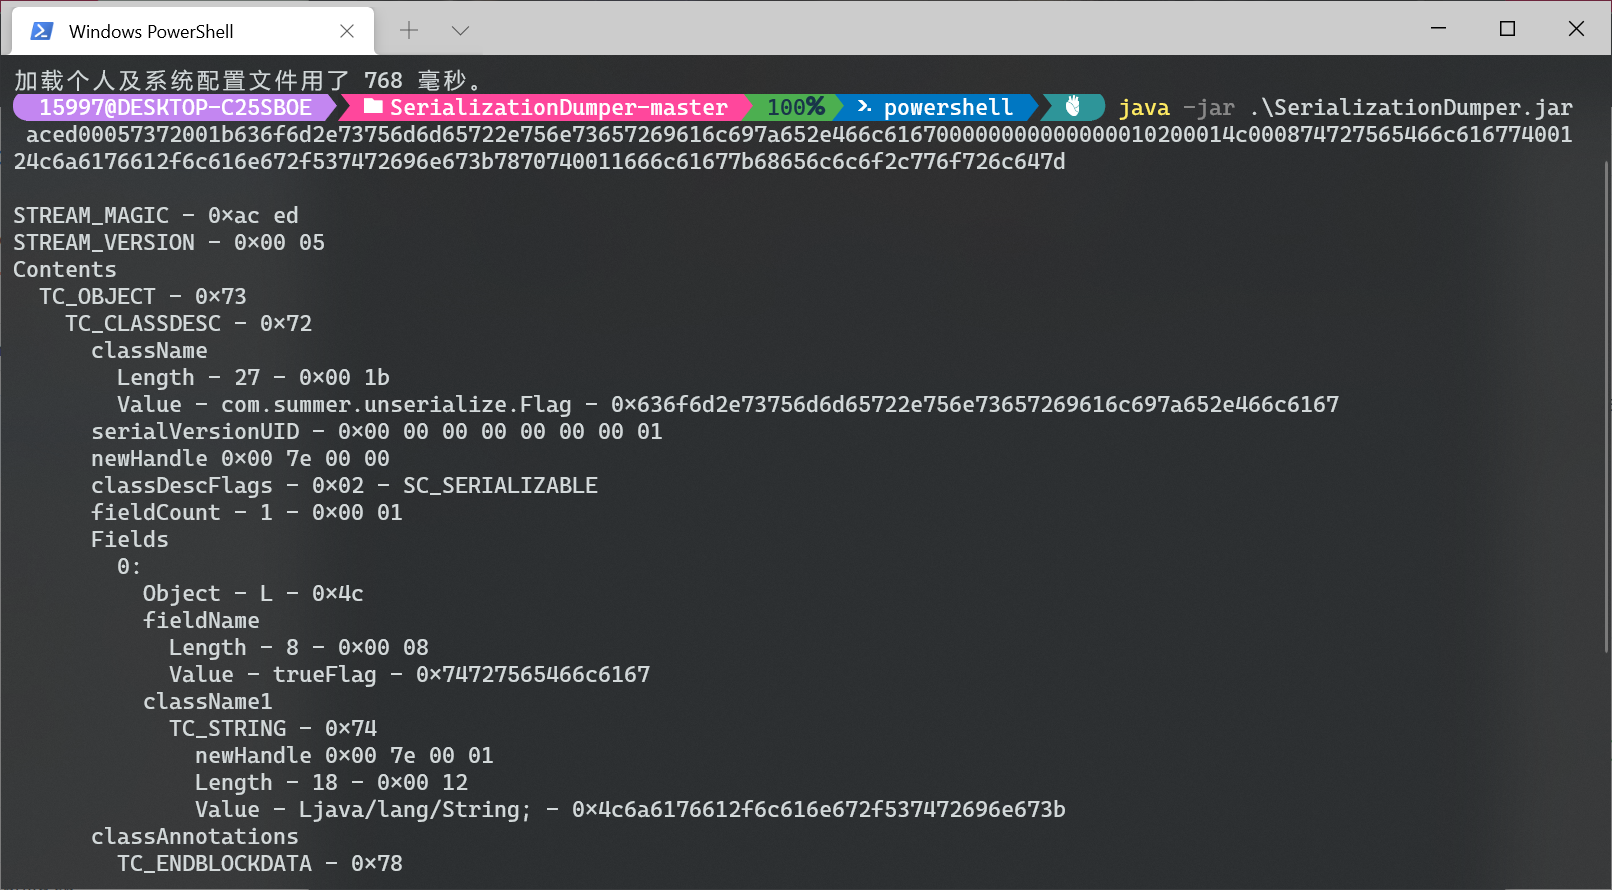 Windows PowerShell
加载个人及系统配置文件用了 768 毫秒。
15997@DESKTOP-C25SBOE SerializationDumper-master 100% powershell java -jar .\SerializationDumper.jar
aced00057372001b636f6d2e73756d6d65722e756e73657269616c697a652e466c616700000000000000010200014c000874727565466c616774001
24c6a6176612f6c616e672f537472696e673b7870740011666c61677b68656c6c6f2c776f726c647d
STREAM_MAGIC - 0xac ed
STREAM_VERSION - 0x00 05
Contents
TC_OBJECT - 0x73
TC_CLASSDESC - 0x72
className
Length - 27 - 0x00 1b
Value - com.summer.unserialize.Flag - 0x636f6d2e73756d6d65722e756e73657269616c697a652e466c6167
serialVersionUID - 0x00 00 00 00 00 00 00 01
newHandle 0x00 7e 00 00
classDescFlags - 0x02 - SC_SERIALIZABLE
fieldCount - 1 - 0x00 01
Fields
0:
Object - L - 0x4c
fieldName
Length - 8 - 0x00 08
Value - trueFlag - 0x74727565466c6167
className1
TC_STRING - 0x74
newHandle 0x00 7e 00 01
Length - 18 - 0x00 12
Value - Ljava/lang/String; - 0x4c6a6176612f6c616e672f537472696e673b
classAnnotations
TC_ENDBLOCKDATA - 0x78